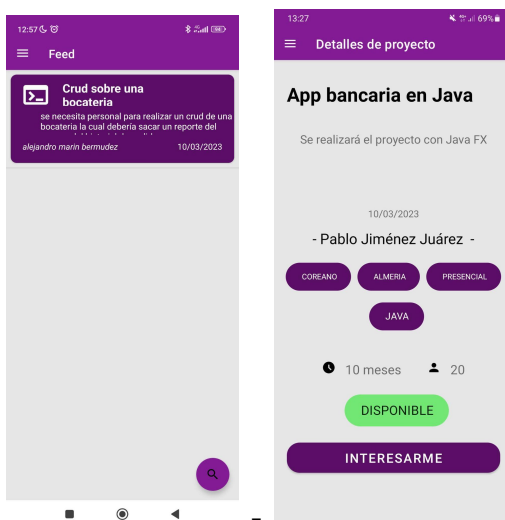 12:57
Feed
Crud sobre una
bocateria
se necesita personal para realizar un crud de una
bocateria la cual debería sacar un reporte del
alejandro marin bermudez
10/03/2023
13:27
69%
Detalles de proyecto
App bancaria en Java
Se realizará el proyecto con Java FX
10/03/2023
- Pablo Jiménez Juárez -
COREANO ALMERIA PRESENCIAL
JAVA
10 meses 20
DISPONIBLE
INTERESARME